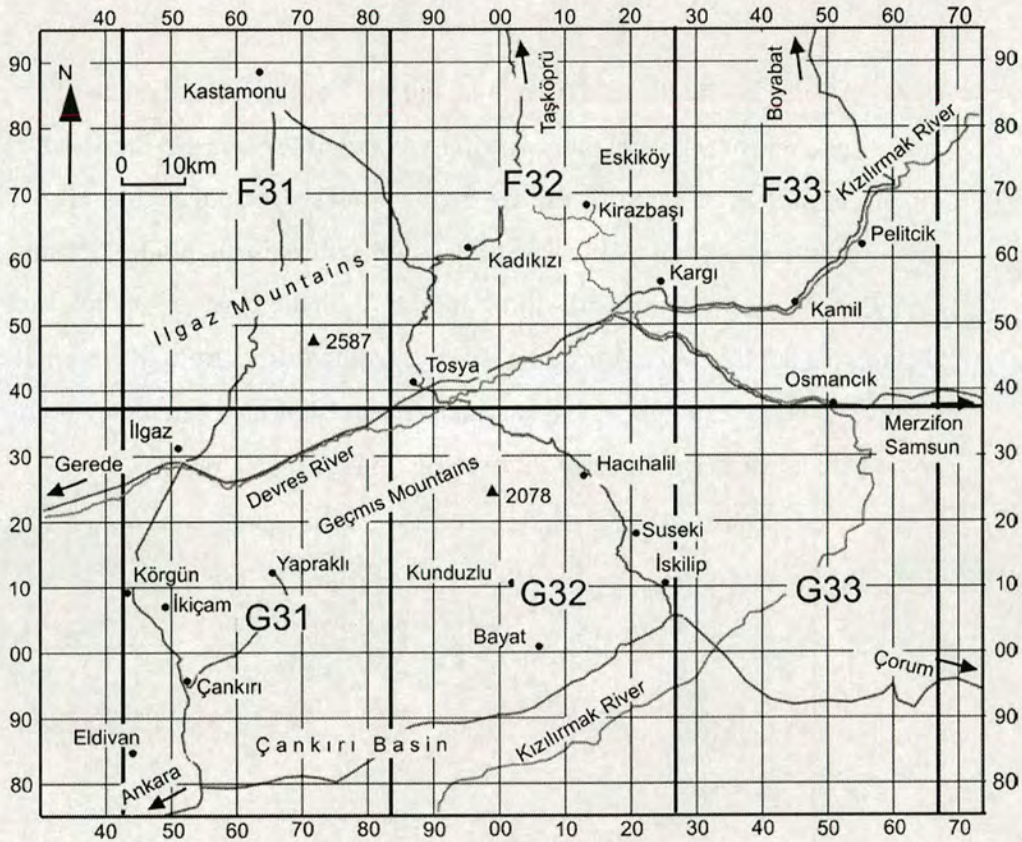 40 50 60 70 80 90 00 10 20 30 40 50 60 70
90 90
N
Kastamonu
Taşköprü
Boyabat
80 80
Kızılırmak River
0 10km
Eskiköy
F31
F32
F33
70 70
Kirazbaşı
Pelitcik
Kadıkızı
60 60
Kargı
Ilgaz Mountains
Kamil
50 50
2587
Tosya
Osmancık
40 40
İlgaz
Merzifon
Samsun
30 30
Gerede
Devres River
Hacıhalil
Geçmıs Mountains
2078
20 20
Suseki
Körgün
Yapraklı
Kunduzlu
İskilip
10 10
İkiçam
G31
G32
G33
Bayat
00 00
Çorum
Çankırı
90 90
Kızılırmak River
Eldivan
Çankırı Basin
80 80
Ankara
40 50 60 70 80 90 00 10 20 30 40 50 60 70